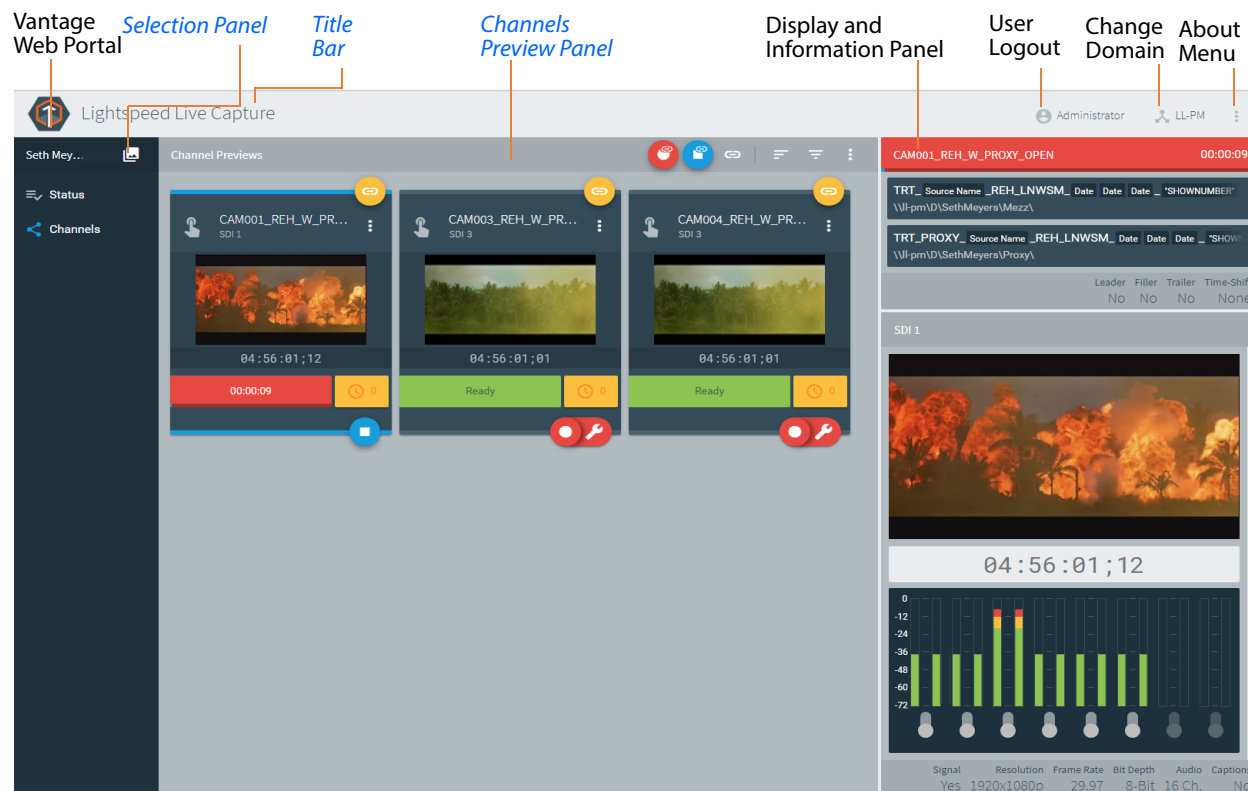 Vantage
Web Portal
Selection Panel
Title
Bar
Channels
Preview Panel
Display and
Information Panel
User
Logout
Change
Domain
About
Menu
Lightspeed Live Capture
Administrator
LL-PM
Seth Mey...
Status
Channels
Channel Previews
CAM001_REH_W_PR...
SDI 1
04:56:01;12
00:00:09
0
CAM003_REH_W_PR...
SDI 3
04:56:01;01
Ready
0
CAM004_REH_W_PR...
SDI 3
04:56:01;01
Ready
0
CAM001_REH_W_PROXY_OPEN 00:00:09
TRT_ Source Name _REH_LNWSM_ Date Date Date _ "SHOWNUMBER"
\\ll-pm\D\SethMeyers\Mezz\
TRT_PROXY_ Source Name _REH_LNWSM_ Date Date Date _ "SHOWN
\\ll-pm\D\SethMeyers\Proxy\
Leader Filler Trailer Time-Shift
No No No None
SDI 1
04:56:01;12
0
-12
-24
-36
-48
-60
-72
Signal Resolution Frame Rate Bit Depth Audio Captions
Yes 1920x1080p 29.97 8-Bit 16 Ch. No